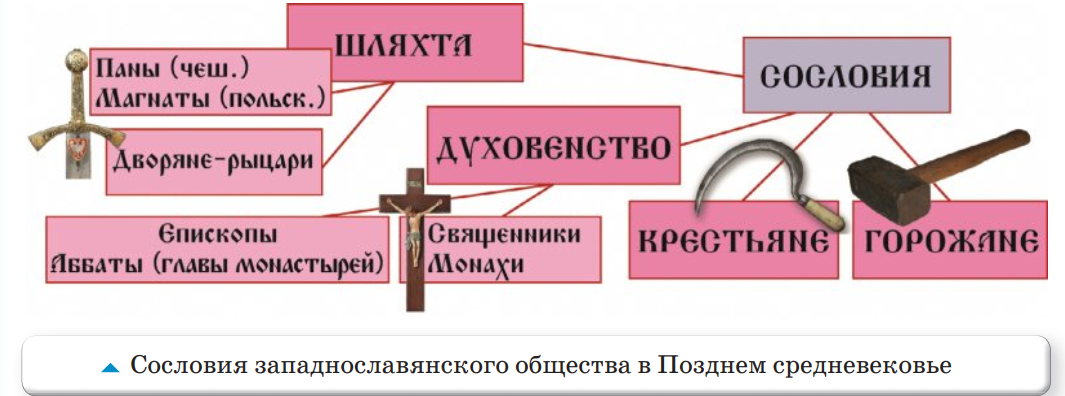 ШЛЯХТА
Паны (чеш.)
Магнаты (польск.)
Дворяне-рыцари
СОСЛОВИЯ
ДУХОВЕНСТВО
Епископы
Аббаты (главы монастырей)
Священники
Монахи
КРЕСТЬЯНЕ
ГОРОЖАНЕ
Сословия западнославянского общества в Позднем средневековье